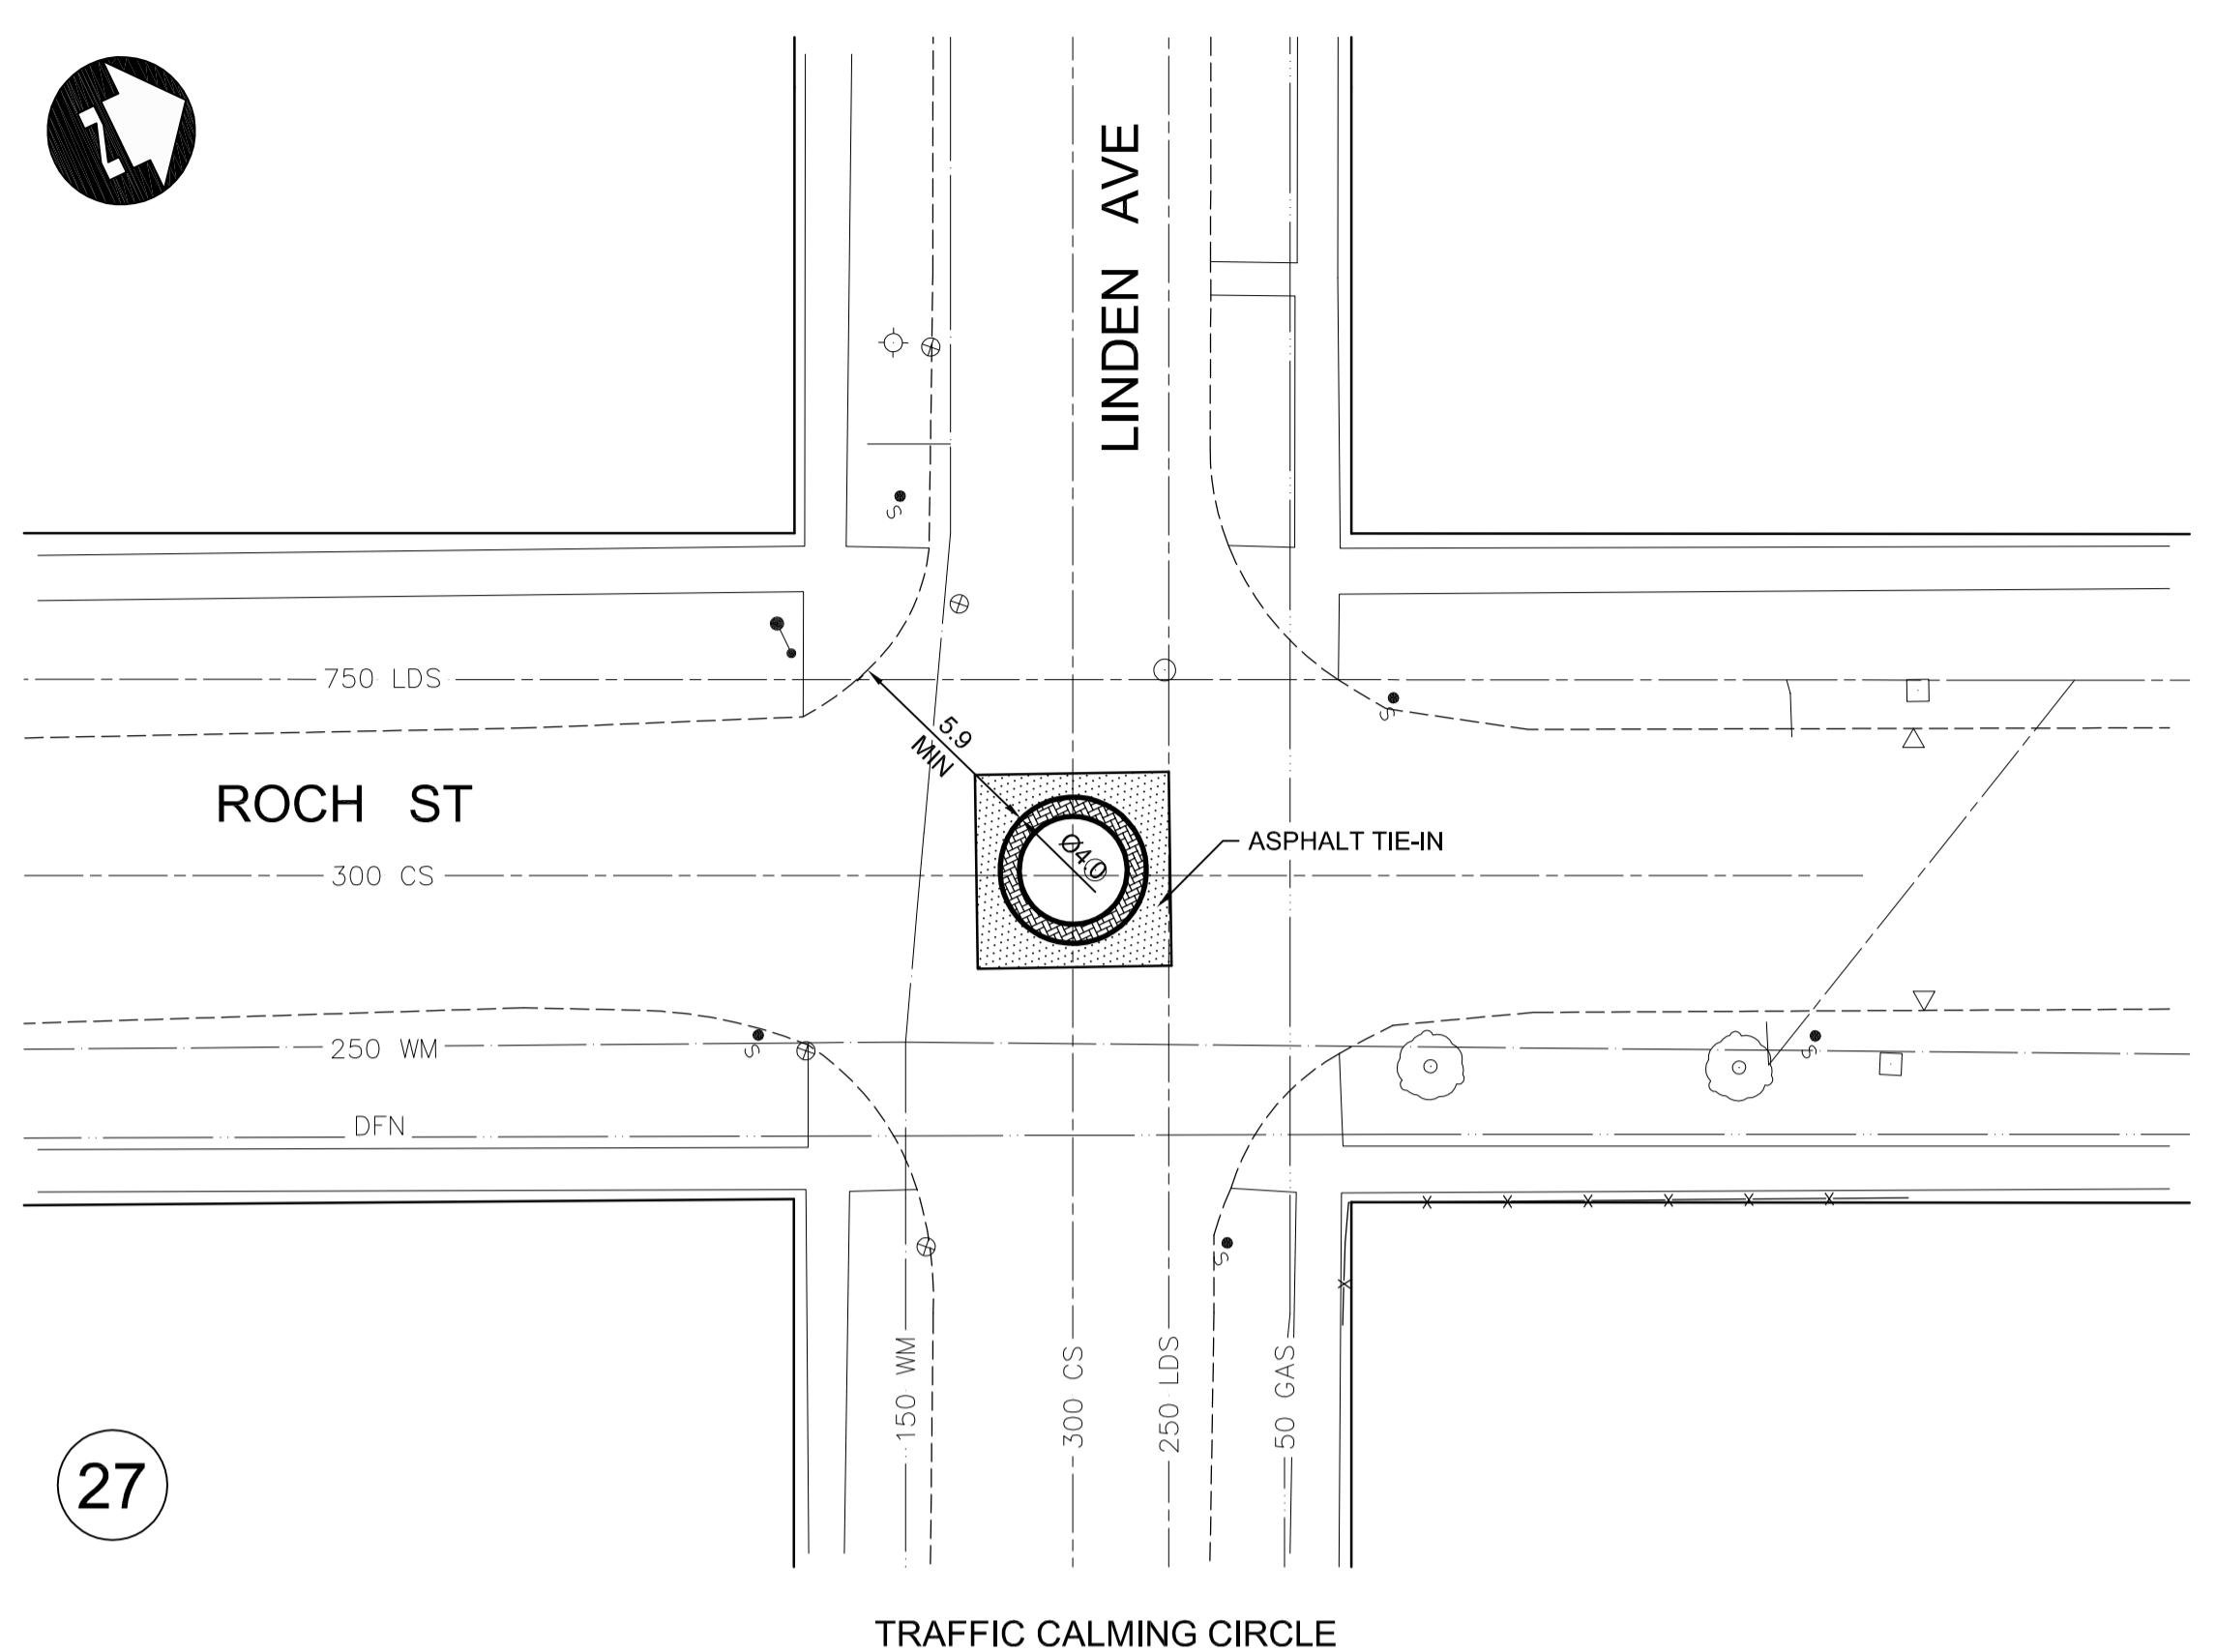 N
LINDEN AVE
S
750 LDS
5.9
MIN
S
ROCH ST
Ø4.0
ASPHALT TIE-IN
300 CS
S
S
250 WM
DFN
S
150 WM
300 CS
250 LDS
50 GAS
27
TRAFFIC CALMING CIRCLE